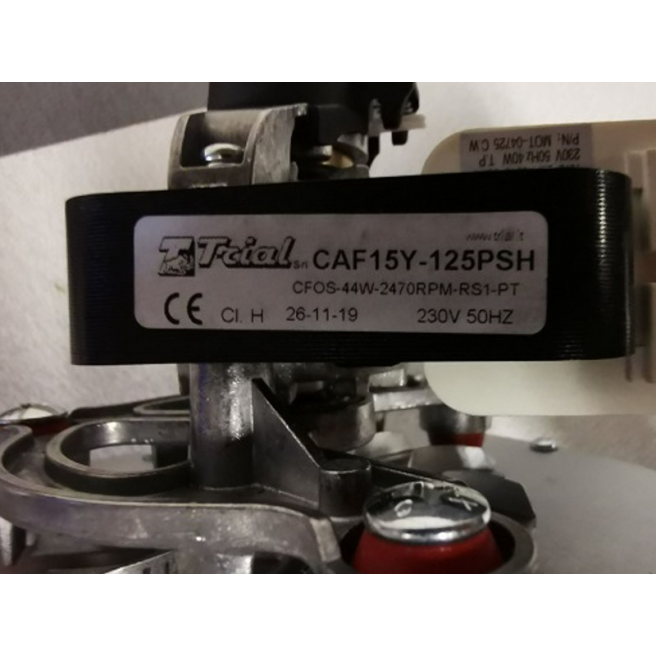 www.trial.it
Trial Srl CAF15Y-125PSH
CFOS-44W-2470RPM-RS1-PT
CE Cl. H 26-11-19 230V 50HZ
230V 50Hz 40W T.P
P/N: MOT-04725 C.W